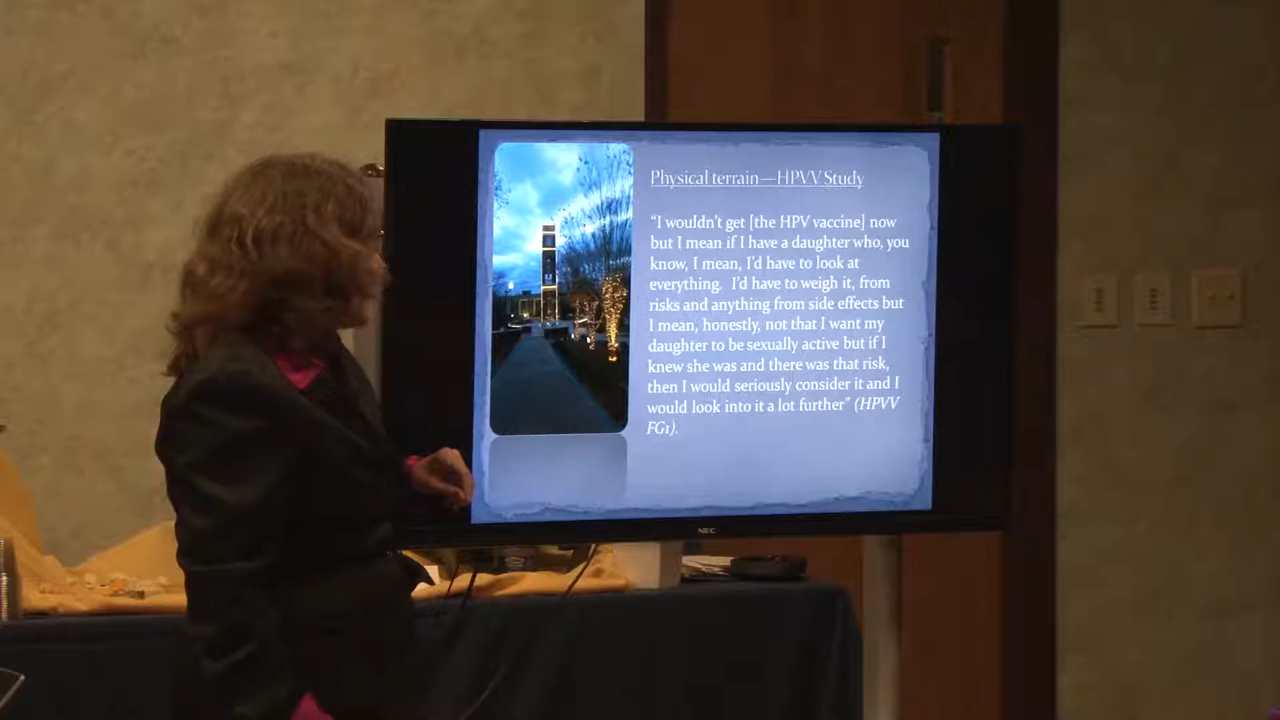 Physical terrain—HPVV Study
“I wouldn’t get [the HPV vaccine] now
but I mean if I have a daughter who, you
know, I mean, I’d have to look at
everything. I’d have to weigh it, from
risks and anything from side effects but
I mean, honestly, not that I want my
daughter to be sexually active but if I
knew she was and there was that risk,
then I would seriously consider it and I
would look into it a lot further” (HPVV
FG1).
NEC